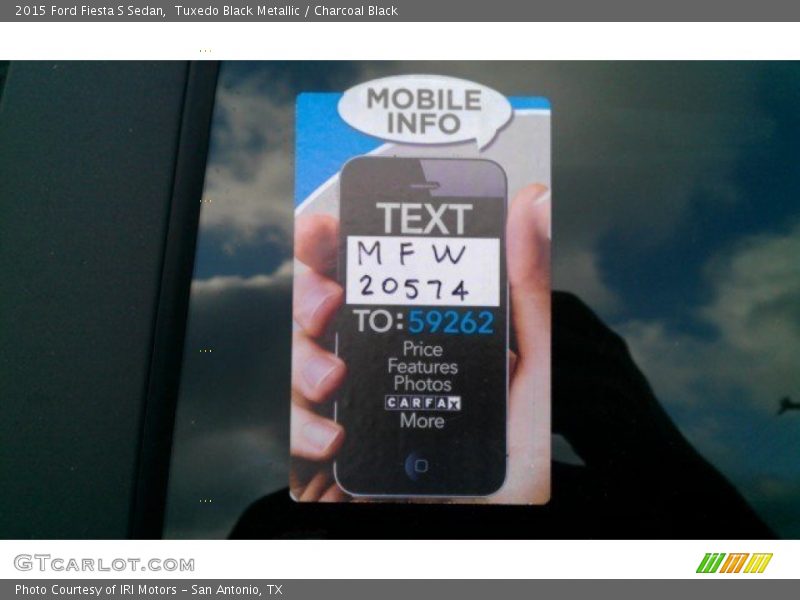 2015 Ford Fiesta S Sedan,  Tuxedo Black Metallic / Charcoal Black
MOBILE
INFO
TEXT
MFW
20574
TO: 59262
Price
Features
Photos
CARFAX
More
GTCARLOT.COM
Photo Courtesy of IRI Motors - San Antonio, TX